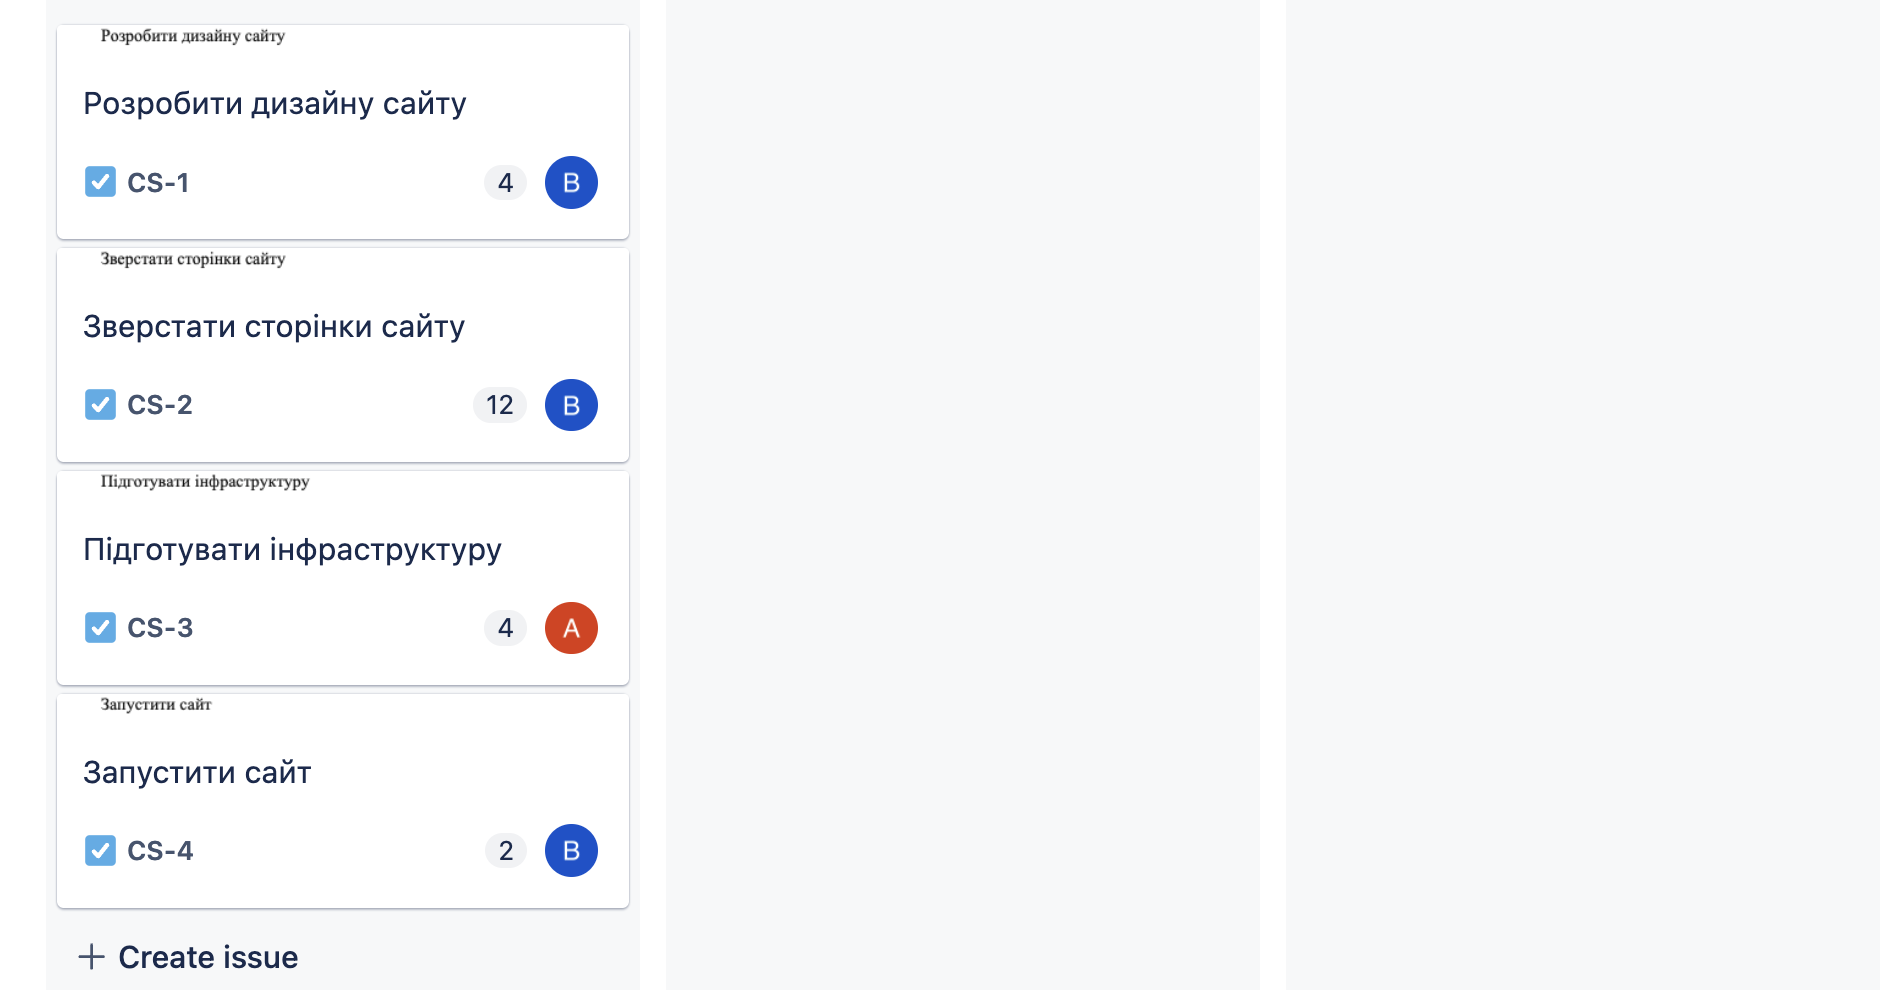 Розробити дизайну сайту
Розробити дизайну сайту
CS-1 4 B
Зверстати сторінки сайту
Зверстати сторінки сайту
CS-2 12 B
Підготувати інфраструктуру
Підготувати інфраструктуру
CS-3 4 A
Запустити сайт
Запустити сайт
CS-4 2 B
+ Create issue